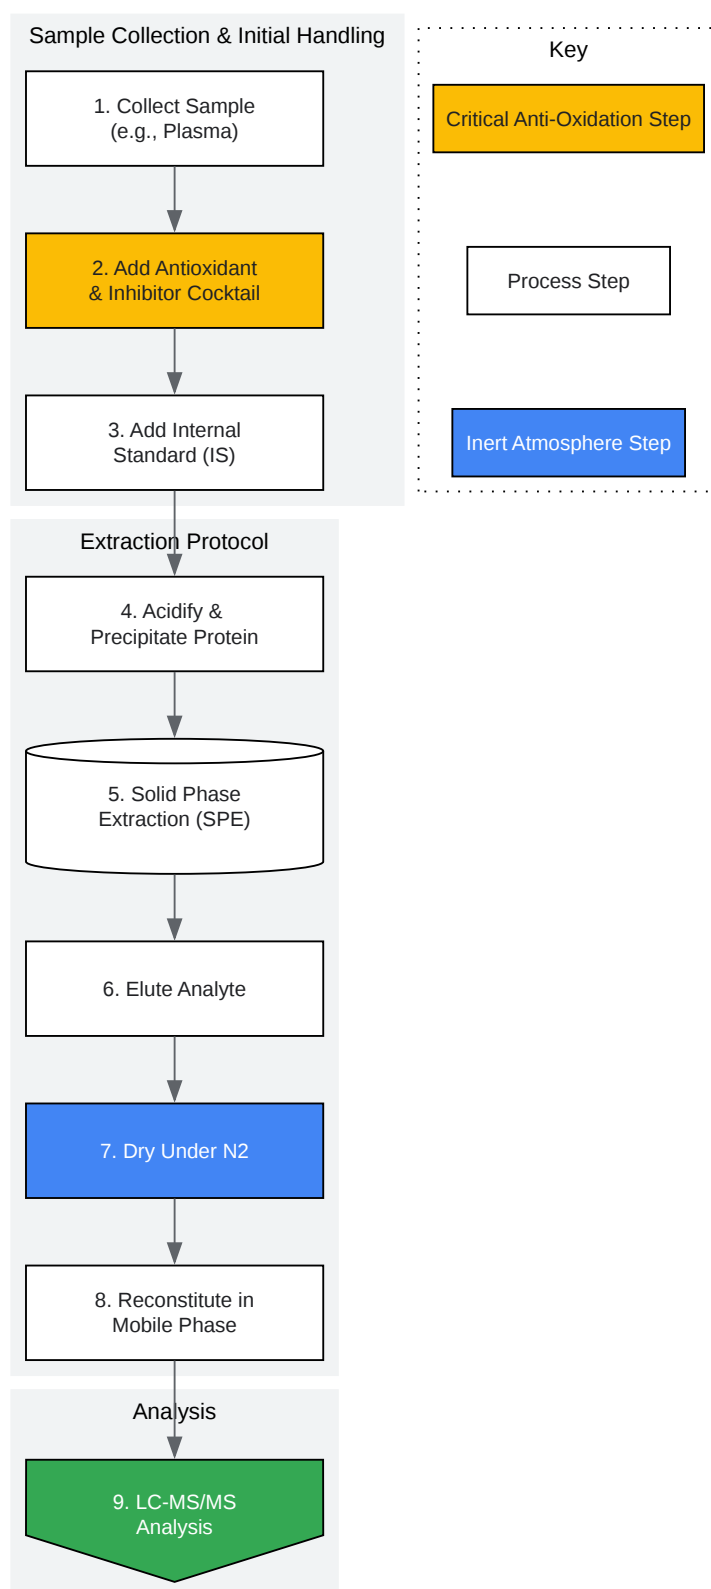 Sample Collection & Initial Handling
1. Collect Sample
(e.g., Plasma)
2. Add Antioxidant
& Inhibitor Cocktail
3. Add Internal
Standard (IS)
Key
Critical Anti-Oxidation Step
Process Step
Inert Atmosphere Step
Extraction Protocol
4. Acidify &
Precipitate Protein
5. Solid Phase
Extraction (SPE)
6. Elute Analyte
7. Dry Under N2
8. Reconstitute in
Mobile Phase
Analysis
9. LC-MS/MS
Analysis